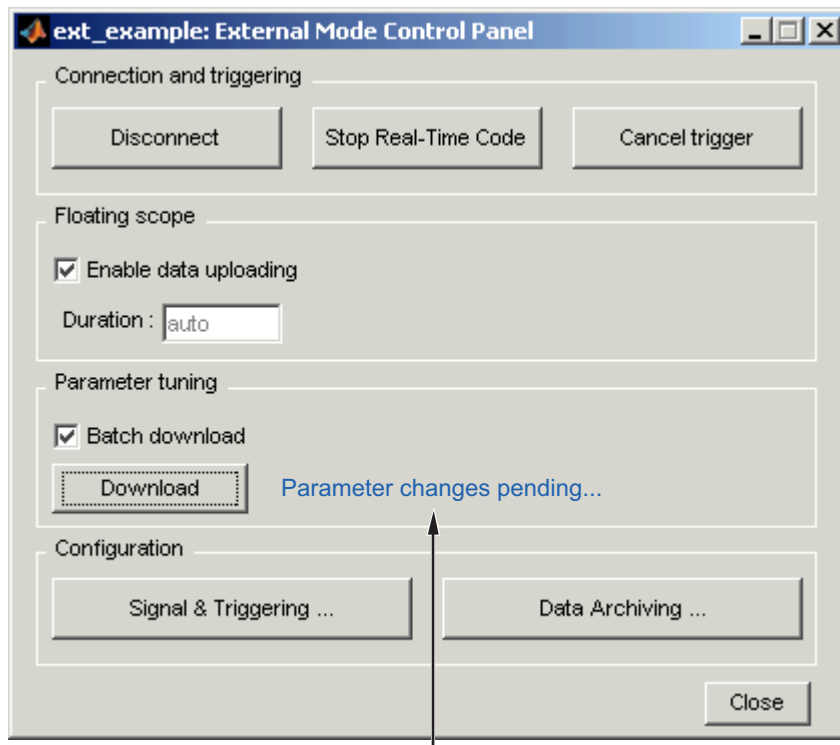 ext_example: External Mode Control Panel
Connection and triggering
Disconnect Stop Real-Time Code Cancel trigger
Floating scope
Enable data uploading
Duration : auto
Parameter tuning
Batch download
Download Parameter changes pending...
Configuration
Signal & Triggering ... Data Archiving ...
Close